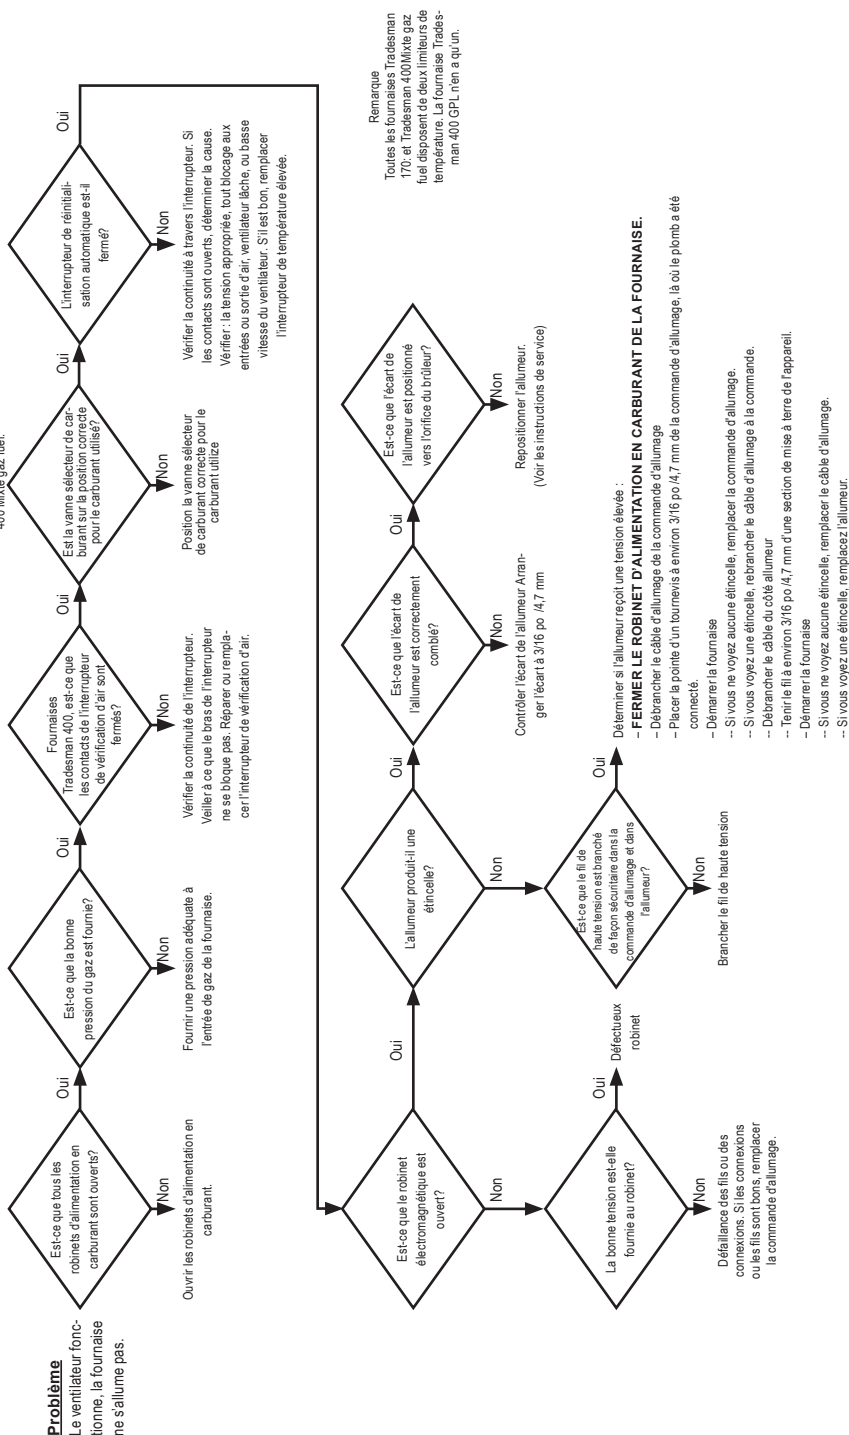 Problème
Le ventilateur fonc-
tionne, la fournaise
ne s'allume pas.
Est-ce que tous les
robinets d'alimentation en
carburant sont ouverts?
Oui
Non
Ouvrir les robinets d'alimentation en
carburant.
Est-ce que la bonne
pression du gaz est fournie?
Oui
Non
Fournir une pression adéquate à
l'entrée de gaz de la fournaise.
Fournaises
Tradesman 400, est-ce que
les contacts de l'interrupteur
de vérification d'air sont
fermés?
Oui
Non
Vérifier la continuité de l'interrupteur.
Veiller à ce que le bras de l'interrupteur
ne se bloque pas. Réparer ou rempla-
cer l'interrupteur de vérification d'air.
400 Mixte gaz fuel.
Est la vanne sélecteur de car-
burant sur la position correcte
pour le carburant utilisé?
Oui
Non
Position la vanne sélecteur
de carburant correcte pour le
carburant utilize
L'interrupteur de réinitiali-
sation automatique est-il
fermé?
Oui
Non
Vérifier la continuité à travers l'interrupteur. Si
les contacts sont ouverts, déterminer la cause.
Vérifier : la tension appropriée, tout blocage aux
entrées ou sortie d'air, ventilateur lâche, ou basse
vitesse du ventilateur. S'il est bon, remplacer
l'interrupteur de température élevée.
Est-ce que le robinet
électromagnétique est
ouvert?
Oui
Non
La bonne tension est-elle
fournie au robinet?
Oui
Défectueux
robinet
Non
Défaillance des fils ou des
connexions. Si les connexions
ou les fils sont bons, remplacer
la commande d'allumage.
L'allumeur produit-il une
étincelle?
Oui
Non
Est-ce que le fil de
haute tension est branché
de façon sécuritaire dans la
commande d'allumage et dans
l'allumeur?
Oui
Non
Brancher le fil de haute tension
Déterminer si l'allumeur reçoit une tension élevée :
– FERMER LE ROBINET D'ALIMENTATION EN CARBURANT DE LA FOURNAISE.
– Débrancher le câble d'allumage de la commande d'allumage
– Placer la pointe d'un tournevis à environ 3/16 po/4,7 mm de la commande d'allumage, là où le plomb a été
connecté.
– Démarrer la fournaise
-- Si vous ne voyez aucune étincelle, remplacer la commande d'allumage.
-- Si vous voyez une étincelle, rebrancher le câble d'allumage à la commande.
-- Débrancher le câble du côté allumeur
-- Tenir le fil à environ 3/16 po /4,7 mm d'une section de mise à terre de l'appareil.
– Démarrer la fournaise
-- Si vous ne voyez aucune étincelle, remplacer le câble d'allumage.
-- Si vous voyez une étincelle, remplacez l'allumeur.
Est-ce que l'écart de
l'allumeur est correctement
comblé?
Oui
Non
Contrôler l'écart de l'allumeur Arran-
ger l'écart à 3/16 po /4,7 mm
Est-ce que l'écart de
l'allumeur est positionné
vers l'orifice du brûleur?
Non
Repositionner l'allumeur.
(Voir les instructions de service)
Remarque
Toutes les fournaises Tradesman
170: et Tradesman 400Mixte gaz
fuel disposent de deux limiteurs de
température. La fournaise Trades-
man 400 GPL n'en a qu'un.